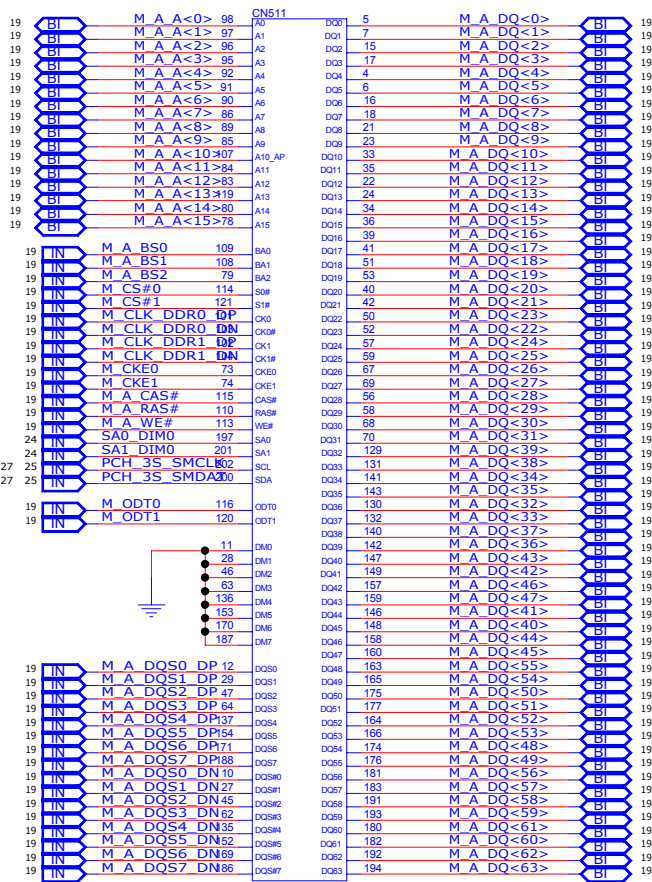 CN511
19 BI M_A_A<0> 98 A0 DQ0 5 M_A_DQ<0> BI 19
19 BI M_A_A<1> 97 A1 DQ1 7 M_A_DQ<1> BI 19
19 BI M_A_A<2> 96 A2 DQ2 15 M_A_DQ<2> BI 19
19 BI M_A_A<3> 95 A3 DQ3 17 M_A_DQ<3> BI 19
19 BI M_A_A<4> 92 A4 DQ4 4 M_A_DQ<4> BI 19
19 BI M_A_A<5> 91 A5 DQ5 6 M_A_DQ<5> BI 19
19 BI M_A_A<6> 90 A6 DQ6 16 M_A_DQ<6> BI 19
19 BI M_A_A<7> 86 A7 DQ7 18 M_A_DQ<7> BI 19
19 BI M_A_A<8> 89 A8 DQ8 21 M_A_DQ<8> BI 19
19 BI M_A_A<9> 85 A9 DQ9 23 M_A_DQ<9> BI 19
19 BI M_A_A<10> 107 A10_AP DQ10 33 M_A_DQ<10> BI 19
19 BI M_A_A<11> 84 A11 DQ11 35 M_A_DQ<11> BI 19
19 BI M_A_A<12> 83 A12 DQ12 22 M_A_DQ<12> BI 19
19 BI M_A_A<13> 119 A13 DQ13 24 M_A_DQ<13> BI 19
19 BI M_A_A<14> 80 A14 DQ14 34 M_A_DQ<14> BI 19
19 BI M_A_A<15> 78 A15 DQ15 36 M_A_DQ<15> BI 19
DQ16 39 M_A_DQ<16> BI 19
19 IN M_A_BS0 109 BA0 DQ17 41 M_A_DQ<17> BI 19
19 IN M_A_BS1 108 BA1 DQ18 51 M_A_DQ<18> BI 19
19 IN M_A_BS2 79 BA2 DQ19 53 M_A_DQ<19> BI 19
19 IN M_CS#0 114 S0# DQ20 40 M_A_DQ<20> BI 19
19 IN M_CS#1 121 S1# DQ21 42 M_A_DQ<21> BI 19
19 IN M_CLK_DDR0_DP 101 CK0 DQ22 50 M_A_DQ<22> BI 19
19 IN M_CLK_DDR0_DN 103 CK0# DQ23 52 M_A_DQ<23> BI 19
19 IN M_CLK_DDR1_DP 102 CK1 DQ24 57 M_A_DQ<24> BI 19
19 IN M_CLK_DDR1_DN 104 CK1# DQ25 59 M_A_DQ<25> BI 19
19 IN M_CKE0 73 CKE0 DQ26 67 M_A_DQ<26> BI 19
19 IN M_CKE1 74 CKE1 DQ27 69 M_A_DQ<27> BI 19
19 IN M_A_CAS# 115 CAS# DQ28 56 M_A_DQ<28> BI 19
19 IN M_A_RAS# 110 RAS# DQ29 58 M_A_DQ<29> BI 19
19 IN M_A_WE# 113 WE# DQ30 68 M_A_DQ<30> BI 19
24 IN SA0_DIM0 197 SA0 DQ31 70 M_A_DQ<31> BI 19
24 IN SA1_DIM0 201 SA1 DQ32 129 M_A_DQ<39> BI 19
27 25 IN PCH_3S_SMCLK 202 SCL DQ33 131 M_A_DQ<38> BI 19
27 25 IN PCH_3S_SMDAT 200 SDA DQ34 141 M_A_DQ<34> BI 19
DQ35 143 M_A_DQ<35> BI 19
19 IN M_ODT0 116 ODT0 DQ36 130 M_A_DQ<32> BI 19
19 IN M_ODT1 120 ODT1 DQ37 132 M_A_DQ<33> BI 19
DQ38 140 M_A_DQ<37> BI 19
11 DM0 DQ39 142 M_A_DQ<36> BI 19
28 DM1 DQ40 147 M_A_DQ<43> BI 19
46 DM2 DQ41 149 M_A_DQ<42> BI 19
63 DM3 DQ42 157 M_A_DQ<46> BI 19
136 DM4 DQ43 159 M_A_DQ<47> BI 19
153 DM5 DQ44 146 M_A_DQ<41> BI 19
170 DM6 DQ45 148 M_A_DQ<40> BI 19
187 DM7 DQ46 158 M_A_DQ<44> BI 19
DQ47 160 M_A_DQ<45> BI 19
19 IN M_A_DQS0_DP 12 DQS0 DQ48 163 M_A_DQ<55> BI 19
19 IN M_A_DQS1_DP 29 DQS1 DQ49 165 M_A_DQ<54> BI 19
19 IN M_A_DQS2_DP 47 DQS2 DQ50 175 M_A_DQ<50> BI 19
19 IN M_A_DQS3_DP 64 DQS3 DQ51 177 M_A_DQ<51> BI 19
19 IN M_A_DQS4_DP 137 DQS4 DQ52 164 M_A_DQ<52> BI 19
19 IN M_A_DQS5_DP 154 DQS5 DQ53 166 M_A_DQ<53> BI 19
19 IN M_A_DQS6_DP 171 DQS6 DQ54 174 M_A_DQ<48> BI 19
19 IN M_A_DQS7_DP 188 DQS7 DQ55 176 M_A_DQ<49> BI 19
19 IN M_A_DQS0_DN 10 DQS#0 DQ56 181 M_A_DQ<56> BI 19
19 IN M_A_DQS1_DN 27 DQS#1 DQ57 183 M_A_DQ<57> BI 19
19 IN M_A_DQS2_DN 45 DQS#2 DQ58 191 M_A_DQ<58> BI 19
19 IN M_A_DQS3_DN 62 DQS#3 DQ59 193 M_A_DQ<59> BI 19
19 IN M_A_DQS4_DN 135 DQS#4 DQ60 180 M_A_DQ<61> BI 19
19 IN M_A_DQS5_DN 152 DQS#5 DQ61 182 M_A_DQ<60> BI 19
19 IN M_A_DQS6_DN 169 DQS#6 DQ62 192 M_A_DQ<62> BI 19
19 IN M_A_DQS7_DN 186 DQS#7 DQ63 194 M_A_DQ<63> BI 19